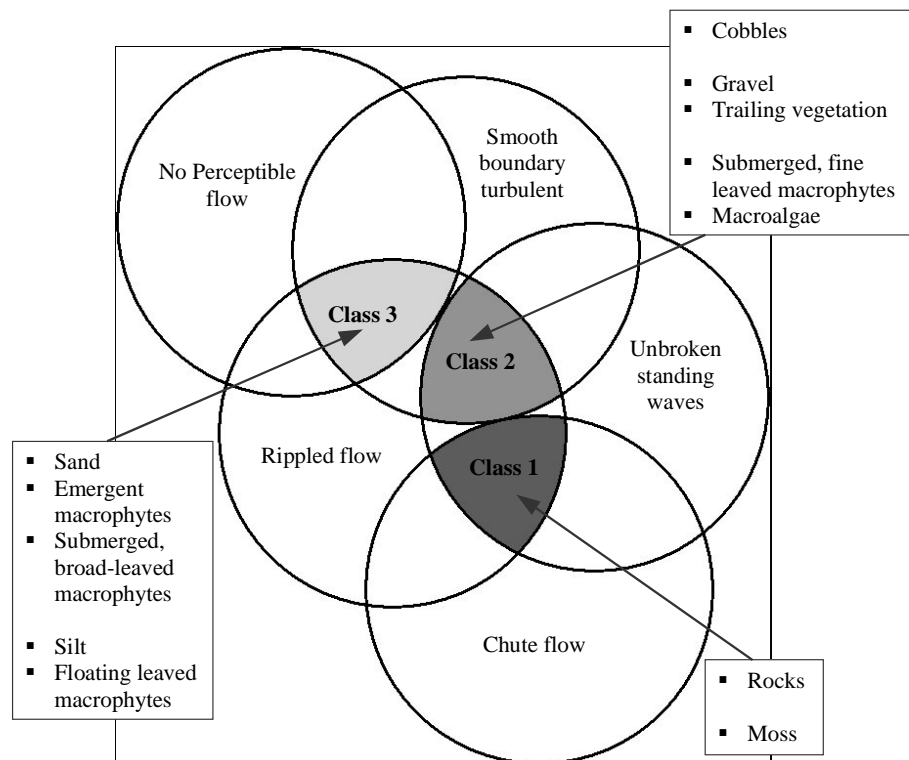 ▪ Cobbles
▪ Gravel
▪ Trailing vegetation
▪ Submerged, fine
leaved macrophytes
▪ Macroalgae
No Perceptible
flow
Smooth
boundary
turbulent
Class 3
Class 2
Unbroken
standing
waves
Rippled flow
Class 1
Chute flow
▪ Sand
▪ Emergent
macrophytes
▪ Submerged,
broad-leaved
macrophytes
▪ Silt
▪ Floating leaved
macrophytes
▪ Rocks
▪ Moss